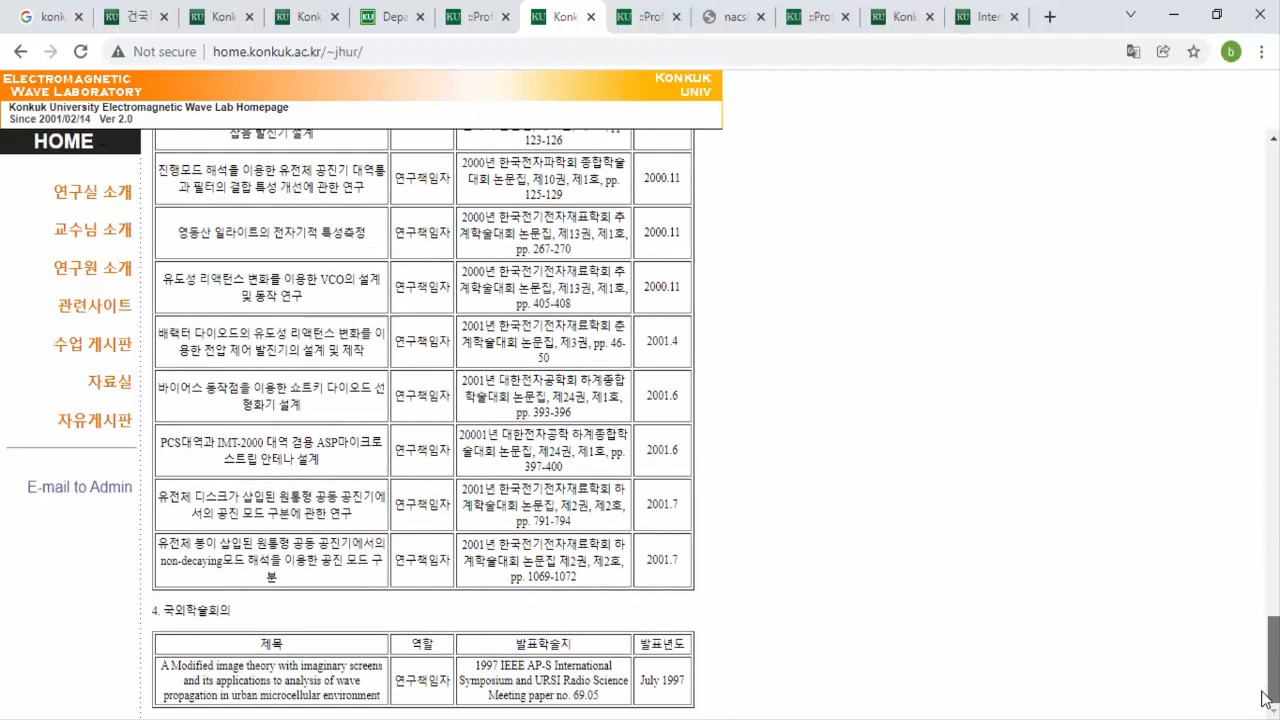 konk
건국
Konk
Konk
Depa
::Prof
Konk
::Prof
nacsi
::Prof
Konk
Inter
Not secure
home.konkuk.ac.kr/~jhur/
b
ELECTROMAGNETIC
WAVE LABORATORY
KONKUK
UNIV
Konkuk University Electromagnetic Wave Lab Homepage
Since 2001/02/14 Ver 2.0
HOME
연구실 소개
교수님 소개
연구원 소개
관련사이트
수업 게시판
자료실
자유게시판
E-mail to Admin
삽음 발진기 설계
123-126
진행모드 해석을 이용한 유전체 공진기 대역통
과 필터의 결합 특성 개선에 관한 연구
연구책임자
2000년 한국전자파학회 종합학술
대회 논문집, 제10권, 제1호, pp.
125-129
2000.11
영동산 일라이트의 전자기적 특성측정
연구책임자
2000년 한국전기전자재표학회 추
계학술대회 논문집, 제13권, 제1호,
pp. 267-270
2000.11
유도성 리액턴스 변화를 이용한 VCO의 설계
및 동작 연구
연구책임자
2000년 한국전기전자재료학회 추
계학술대회 논문집, 제13권, 제1호,
pp. 405-408
2000.11
배랙터 다이오드의 유도성 리액턴스 변화를 이
용한 전압 제어 발진기의 설계 및 제작
연구책임자
2001년 한국전기전자재료학회 춘
계학술대회 논문집, 제3권, pp. 46-
50
2001.4
바이어스 동작점을 이용한 쇼트키 다이오드 선
형화기 설계
연구책임자
2001년 대한전자공학회 하계종합
학술대회 논문집, 제24권, 제1호,
pp. 393-396
2001.6
PCS대역과 IMT-2000 대역 겸용 ASP마이크로
스트립 안테나 설계
연구책임자
20001년 대한전자공학 하계종합학
술대회 논문집, 제24권, 제1호, pp.
397-400
2001.6
유전체 디스크가 삽입된 원통형 공동 공진기에
서의 공진 모드 구분에 관한 연구
연구책임자
2001년 한국전기전자재료학회 하
계학술대회 논문집, 제2권, 제2호,
pp. 791-794
2001.7
유전체 봉이 삽입된 원통형 공동 공진기에서의
non-decaying모드 해석을 이용한 공진 모드 구
분
연구책임자
2001년 한국전기전자재료학회 하
계학술대회 논문집 제2권, 제2호,
pp. 1069-1072
2001.7
4. 국외학술회의
제목
역할
발표학술지
발표년도
A Modified image theory with imaginary screens
and its applications to analysis of wave
propagation in urban microcellular environment
연구책임자
1997 IEEE AP-S International
Symposium and URSI Radio Science
Meeting paper no. 69.05
July 1997